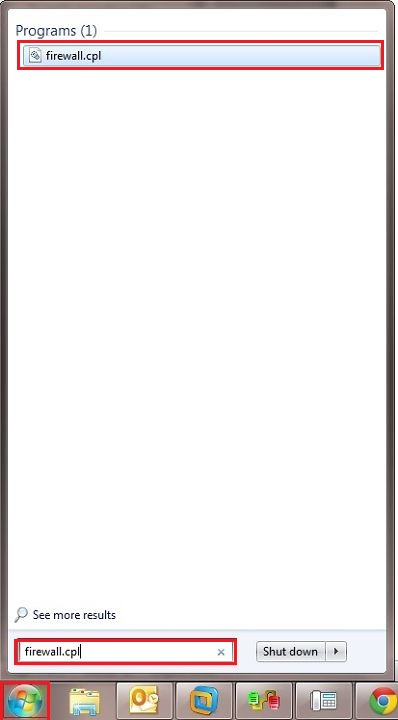 Programs (1)
firewall.cpl
See more results
firewall.cpl
Shut down